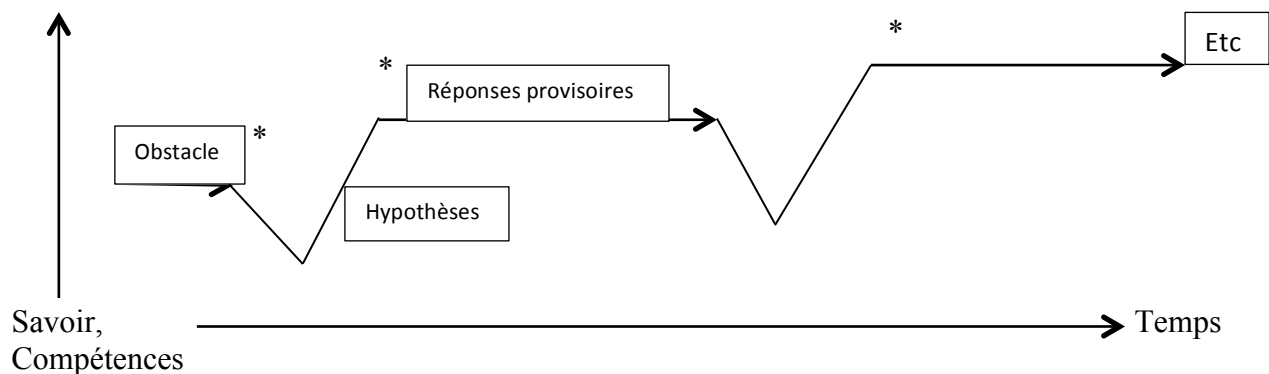 *
Etc
*
Réponses provisoires
*
Obstacle
Hypothèses
Savoir,
Compétences
Temps